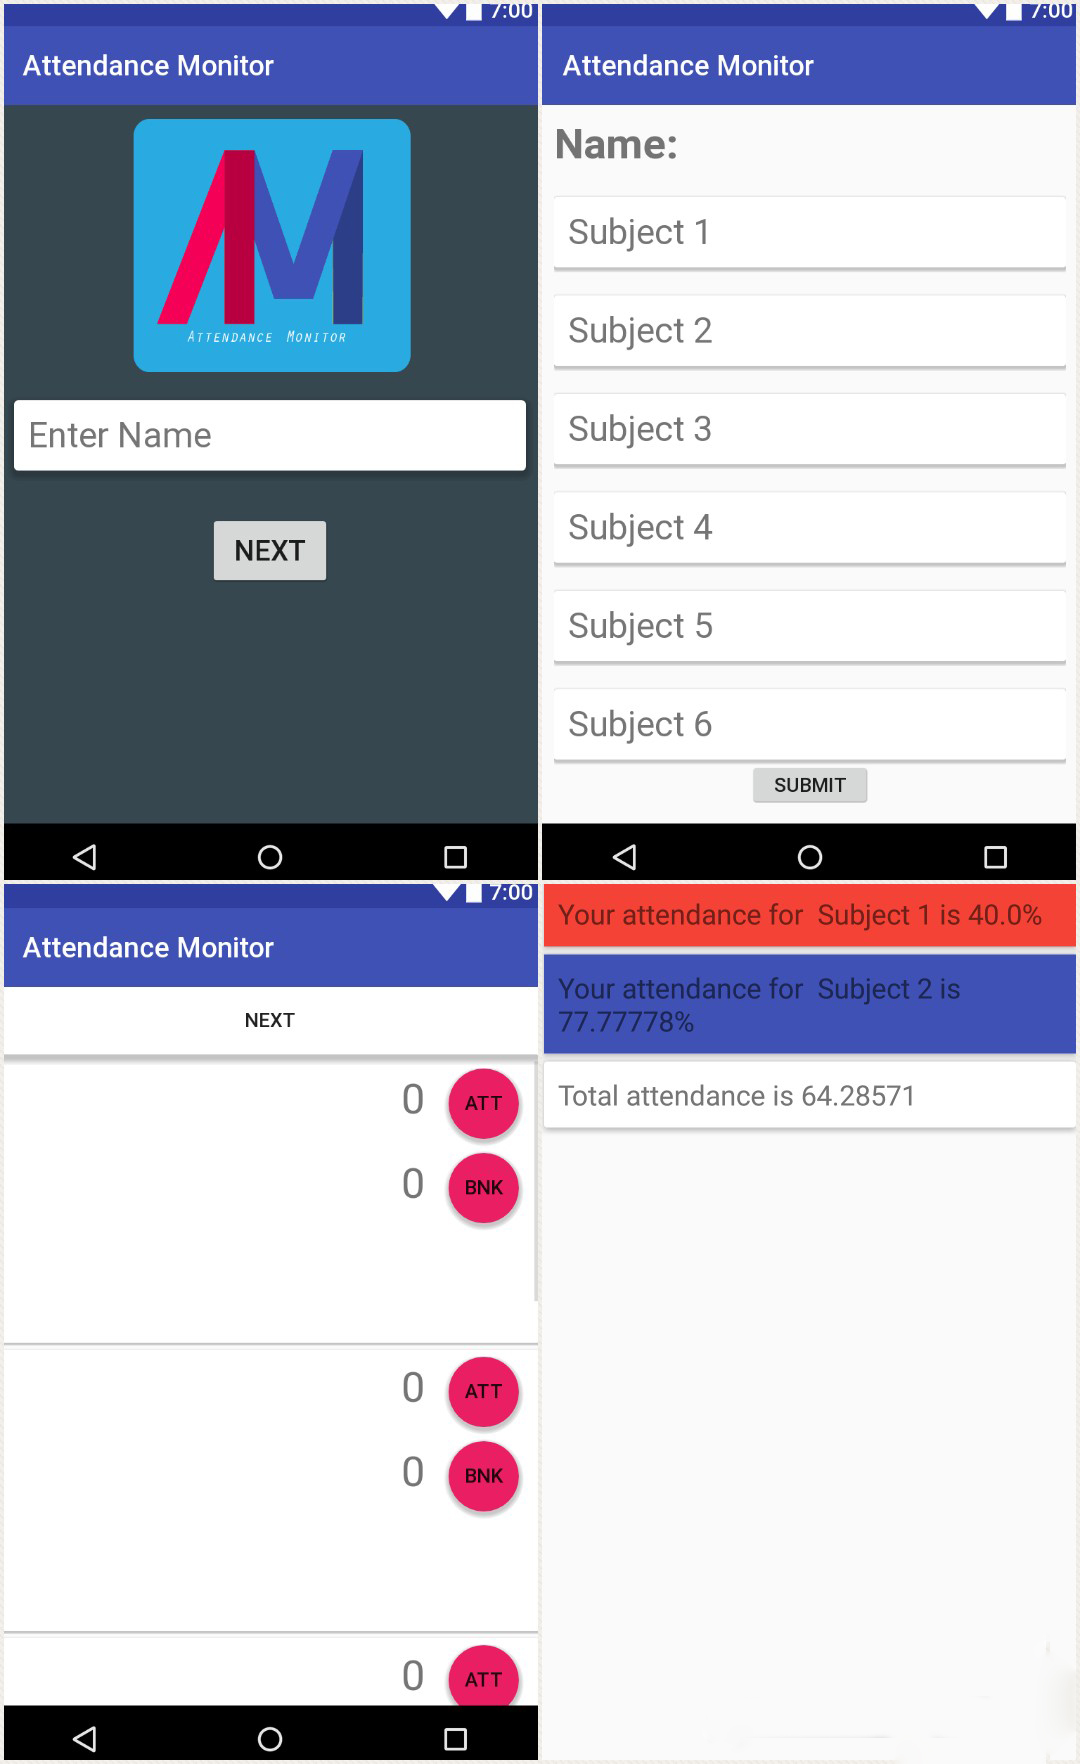 7:00
Attendance Monitor
Attendance Monitor
Enter Name
NEXT
7:00
Attendance Monitor
Name:
Subject 1
Subject 2
Subject 3
Subject 4
Subject 5
Subject 6
SUBMIT
7:00
Attendance Monitor
NEXT
0 ATT
0 BNK
0 ATT
0 BNK
0 ATT
Your attendance for  Subject 1 is 40.0%
Your attendance for  Subject 2 is
77.77778%
Total attendance is 64.28571